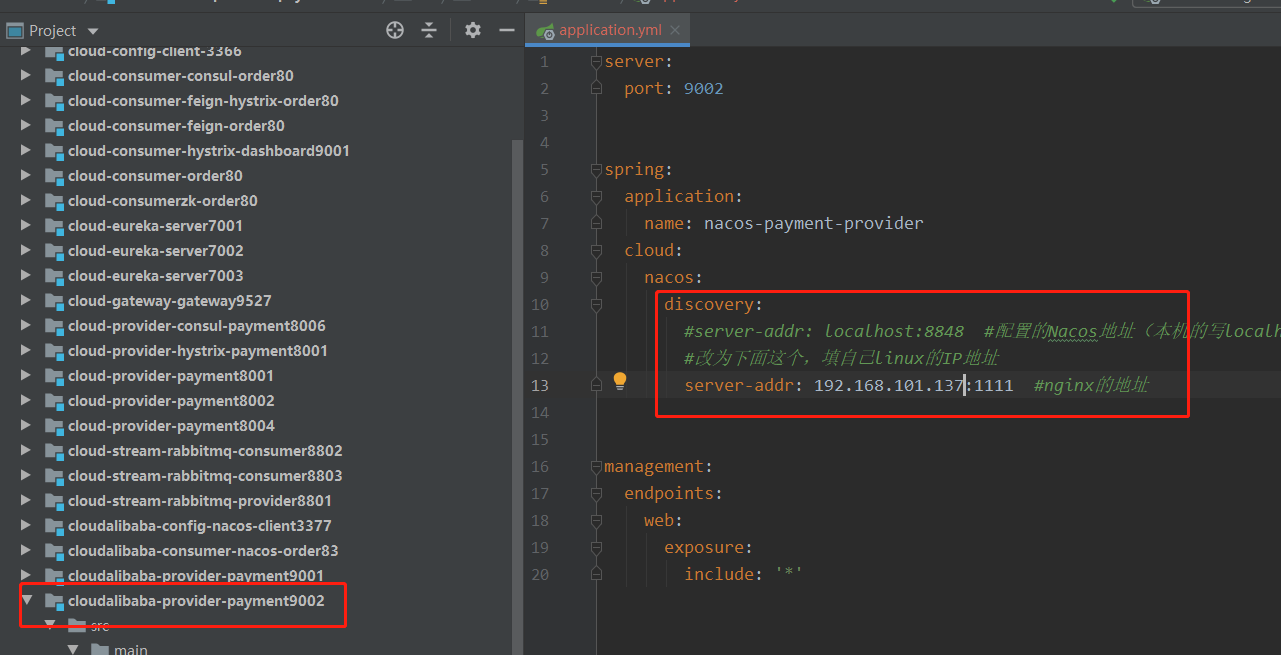 Project
cloud-config-client-3366
cloud-consumer-consul-order80
cloud-consumer-feign-hystrix-order80
cloud-consumer-feign-order80
cloud-consumer-hystrix-dashboard9001
cloud-consumer-order80
cloud-consumerzk-order80
cloud-eureka-server7001
cloud-eureka-server7002
cloud-eureka-server7003
cloud-gateway-gateway9527
cloud-provider-consul-payment8006
cloud-provider-hystrix-payment8001
cloud-provider-payment8001
cloud-provider-payment8002
cloud-provider-payment8004
cloud-stream-rabbitmq-consumer8802
cloud-stream-rabbitmq-consumer8803
cloud-stream-rabbitmq-provider8801
cloudalibaba-config-nacos-client3377
cloudalibaba-consumer-nacos-order83
cloudalibaba-provider-payment9001
cloudalibaba-provider-payment9002
src
main
application.yml
1 server:
2 port: 9002
3
4
5 spring:
6 application:
7 name: nacos-payment-provider
8 cloud:
9 nacos:
10 discovery:
11 #server-addr: localhost:8848 #配置的Nacos地址（本机的写localh
12 #改为下面这个，填自己linux的IP地址
13 server-addr: 192.168.101.137:1111 #nginx的地址
14
15
16 management:
17 endpoints:
18 web:
19 exposure:
20 include: '*'